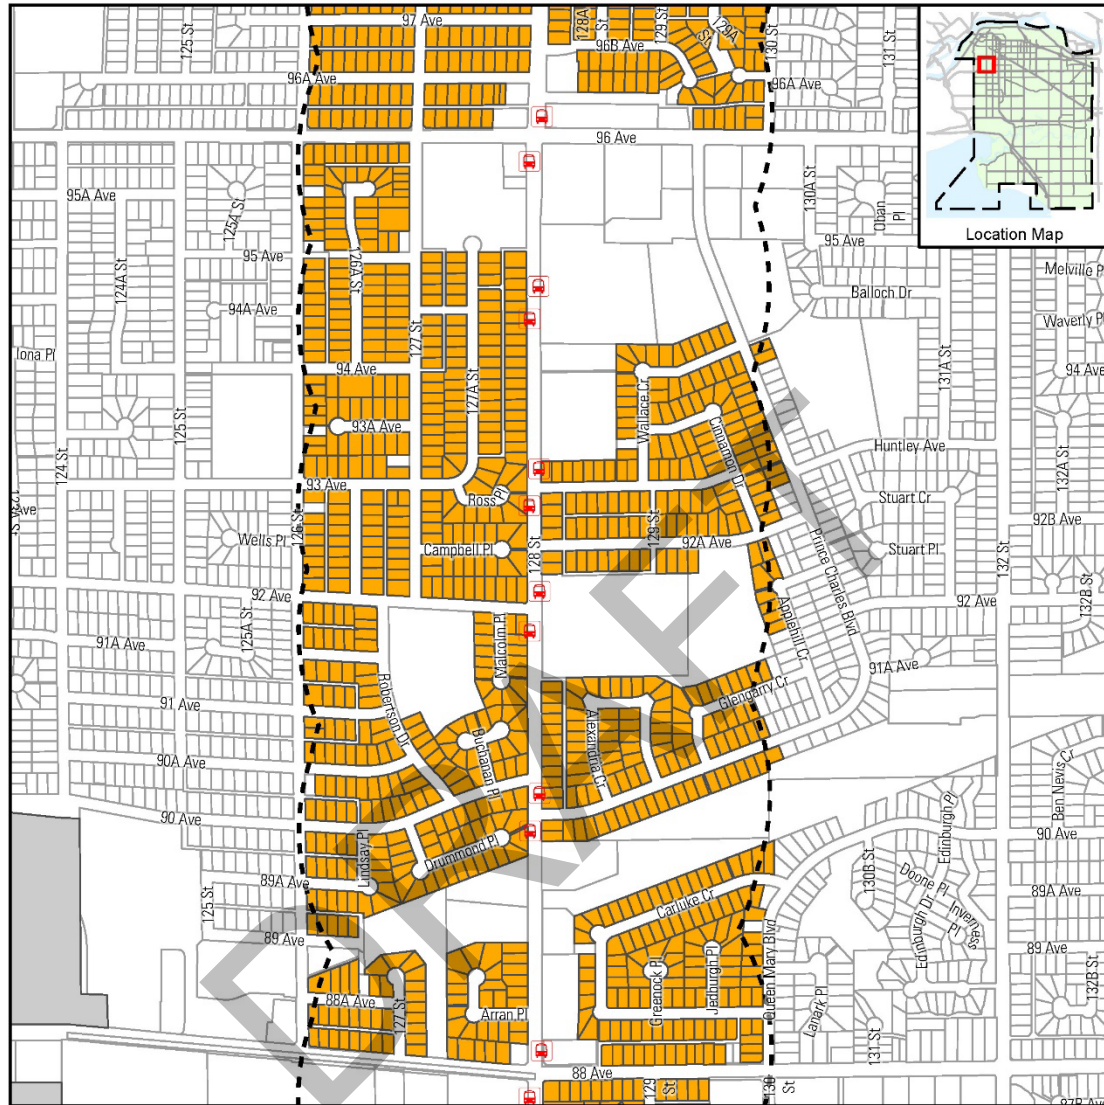 97 Ave
125 St
128A St
129 St
129A St
130 St
131 St
96B Ave
96A Ave
96A Ave
96 Ave
Location Map
95A Ave
125A St
130A St
Oban Pl
95 Ave
95 Ave
126A St
124A St
94A Ave
Balloch Dr
Melville Pl
Waverly Pl
Iona Pl
127 St
94 Ave
127A St
131A St
94 Ave
Wallace Cr
93A Ave
Cinnamon Dr
Huntley Ave
124 St
125 St
132A St
93 Ave
Ross Pl
Stuart Cr
126 St
Wells Pl
Campbell Pl
128 St
129 St
92A Ave
Prince Charles Blvd
Stuart Pl
92B Ave
132 St
92 Ave
Applehill Cr
92 Ave
132B St
91A Ave
125A St
Malcolm Pl
91A Ave
Robertson Dr
Glengarry Cr
91 Ave
Alexandria Cr
Buchanan Pl
90A Ave
Ben Nevis Cr
90 Ave
Edinburgh Pl
90 Ave
Lindsay Pl
Drummond Pl
130B St
Doone Pl
89A Ave
125 St
Carluke Cr
Inverness Pl
89A Ave
Edinburgh Dr
89 Ave
Queen Mary Blvd
89 Ave
Greenock Pl
Jedburgh Pl
132B St
88A Ave
127 St
Arran Pl
Lanark Pl
131 St
88 Ave
129 St
130 St
87B Ave
DRAFT